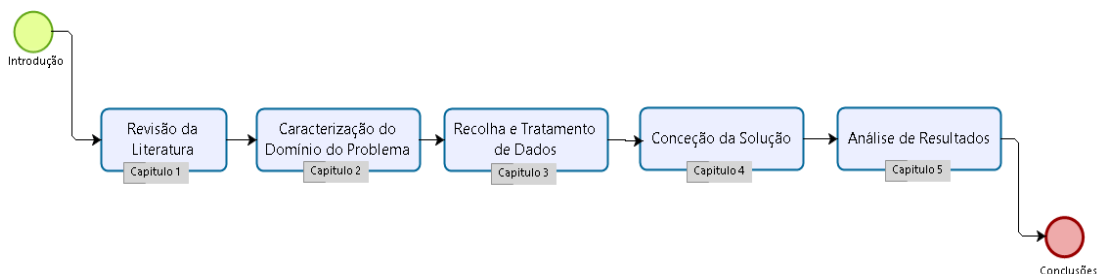 Introdução
Revisão da
Literatura
Capitulo 1
Caracterização do
Domínio do Problema
Capitulo 2
Recolha e Tratamento
de Dados
Capitulo 3
Conceção da Solução
Capitulo 4
Análise de Resultados
Capitulo 5
Conclusões